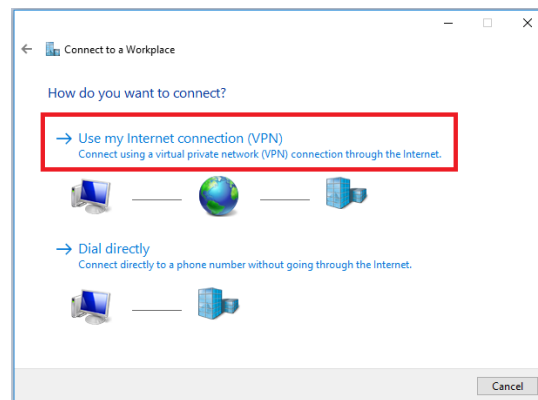 Connect to a Workplace
How do you want to connect?
Use my Internet connection (VPN)
Connect using a virtual private network (VPN) connection through the Internet.
Dial directly
Connect directly to a phone number without going through the Internet.
Cancel